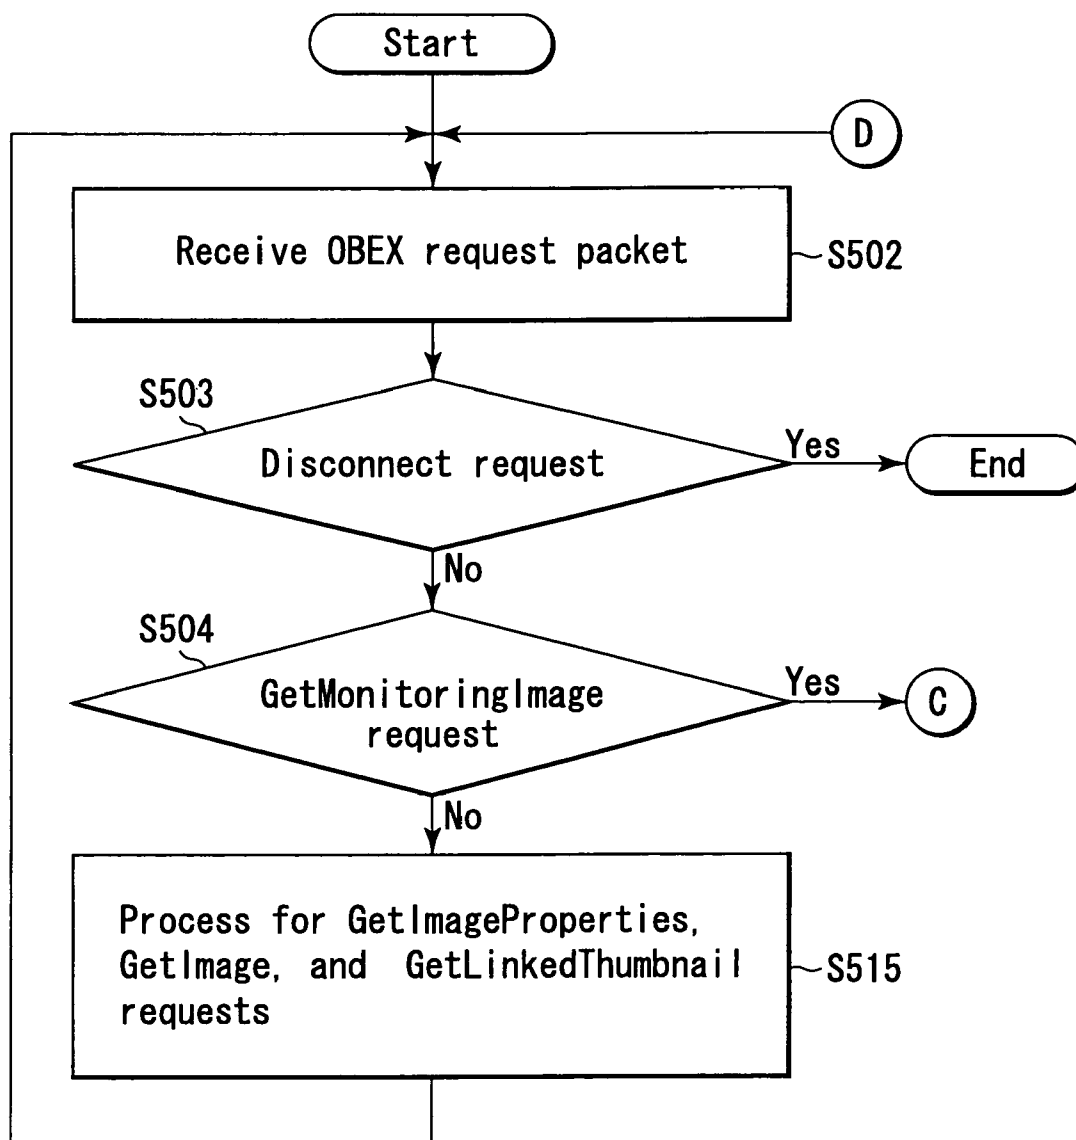 Start
D
Receive OBEX request packet
S502
S503
Disconnect request
Yes
End
No
S504
GetMonitoringImage
request
Yes
C
No
Process for GetImageProperties,
GetImage, and GetLinkedThumbnail
requests
S515